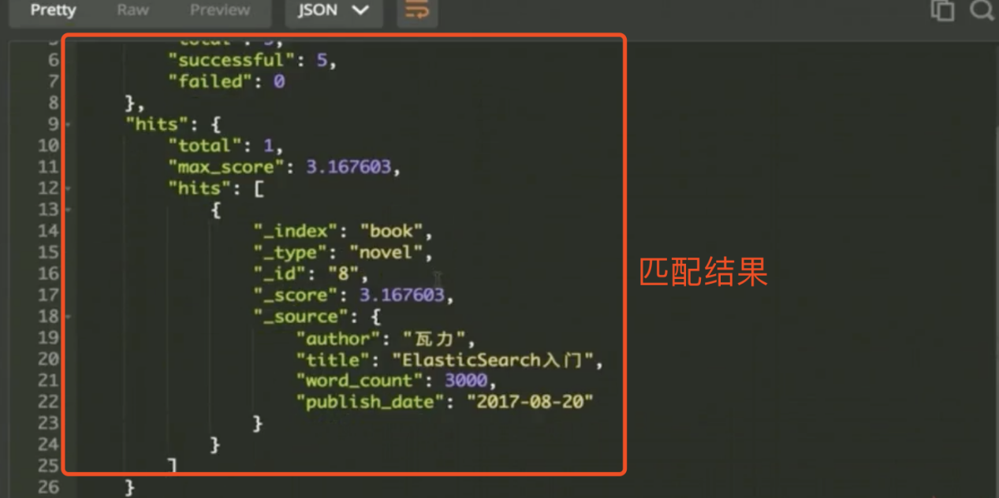 Pretty Raw Preview JSON
6 "successful": 5,
7 "failed": 0
8 },
9 "hits": {
10 "total": 1,
11 "max_score": 3.167603,
12 "hits": [
13 {
14 "_index": "book",
15 "_type": "novel",
16 "_id": "8",
17 "_score": 3.167603,
18 "_source": {
19 "author": "瓦力",
20 "title": "ElasticSearch入门",
21 "word_count": 3000,
22 "publish_date": "2017-08-20"
23 }
24 }
25 ]
26 }
匹配结果